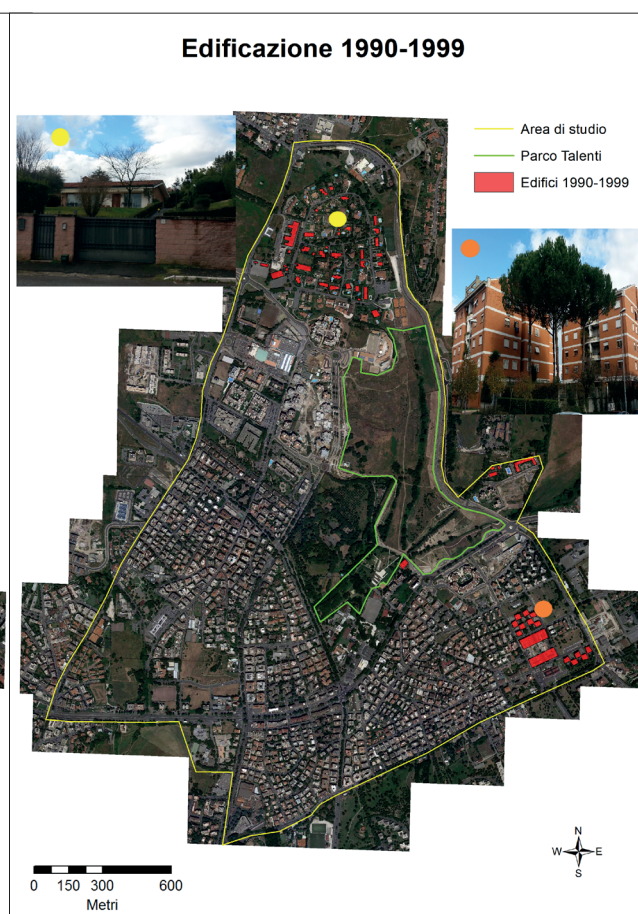 Edificazione 1990-1999
Area di studio
Parco Talenti
Edifici 1990-1999
N
W E
S
0 150 300 600
Metri